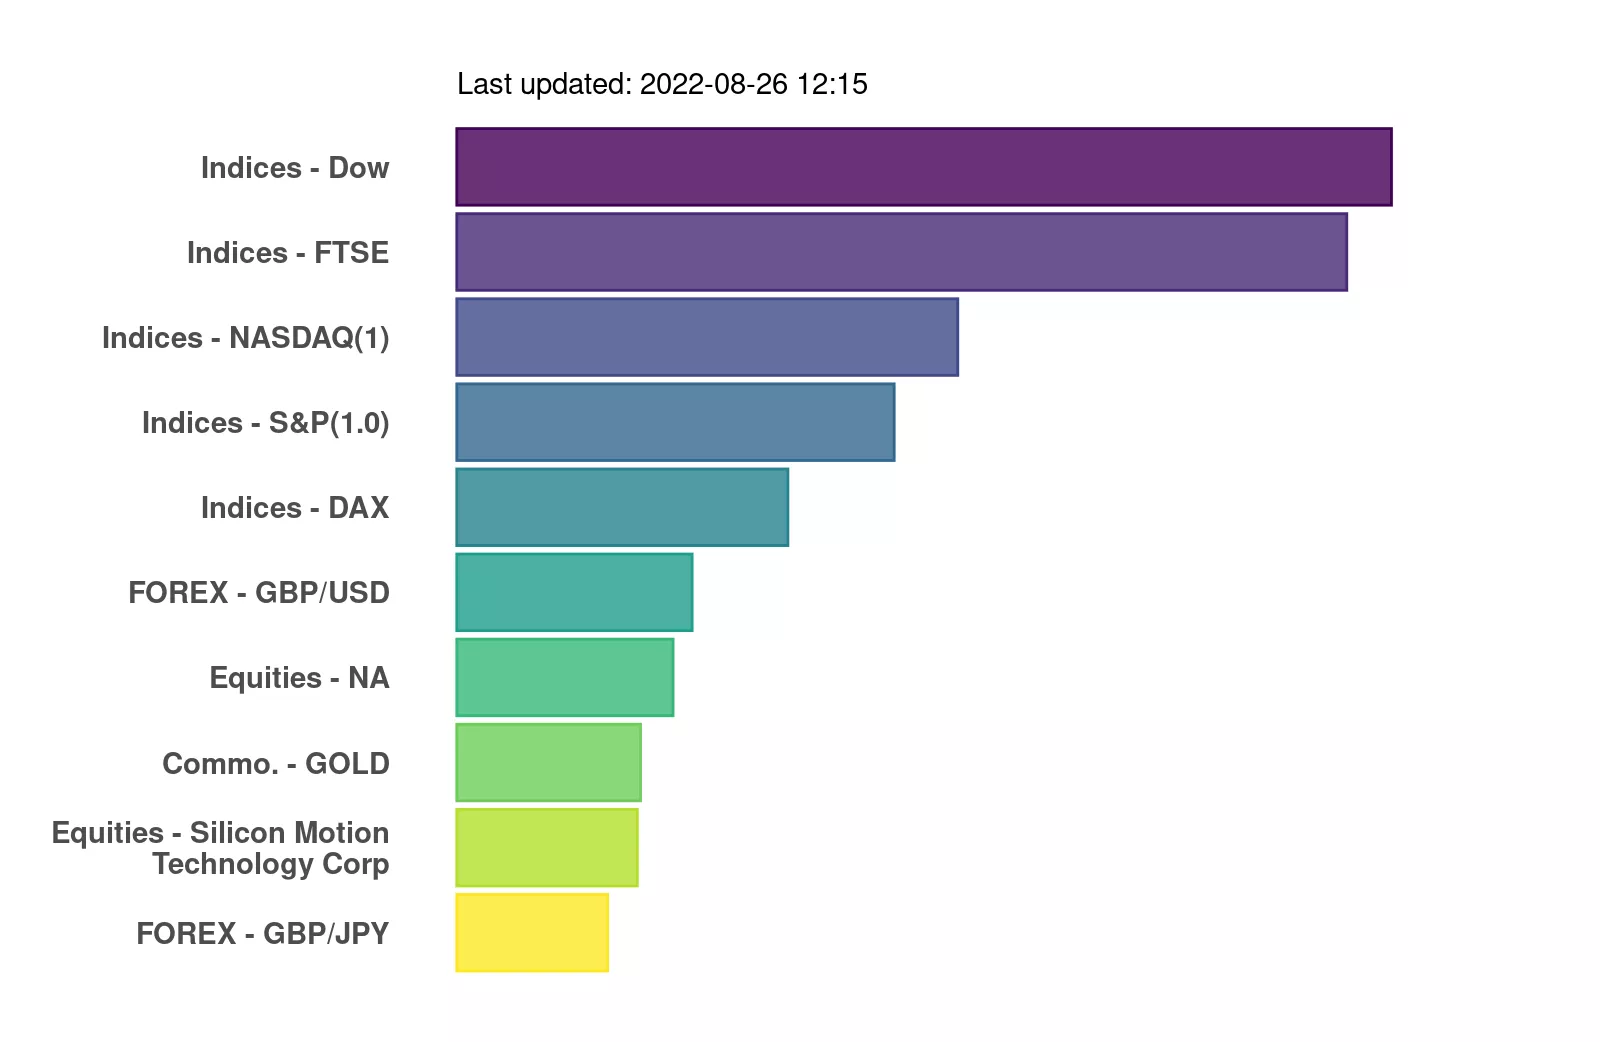 Last updated: 2022-08-26 12:15
Indices - Dow
Indices - FTSE
Indices - NASDAQ(1)
Indices - S&P(1.0)
Indices - DAX
FOREX - GBP/USD
Equities - NA
Commo. - GOLD
Equities - Silicon Motion
Technology Corp
FOREX - GBP/JPY